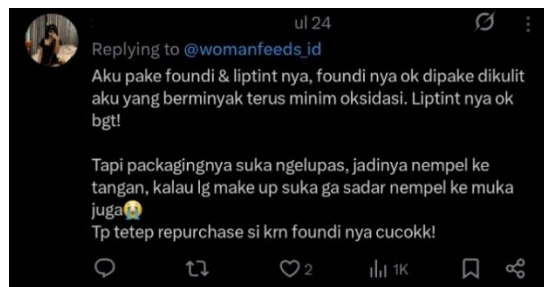 ul 24
Replying to @womanfeeds_id
Aku pake foundi & liptint nya, foundi nya ok dipake dikulit
aku yang berminyak terus minim oksidasi. Liptint nya ok
bgt!
Tapi packagingnya suka ngelupas, jadinya nempel ke
tangan, kalau lg make up suka ga sadar nempel ke muka
juga😭
Tp tetep repurchase si krn foundi nya cucokk!
2
1K